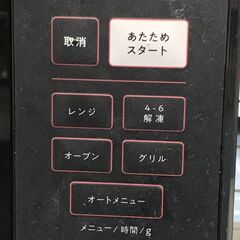 取消
あたため
スタート
レンジ
4-6
解凍
オーブン
グリル
オートメニュー
メニュー/時間/g